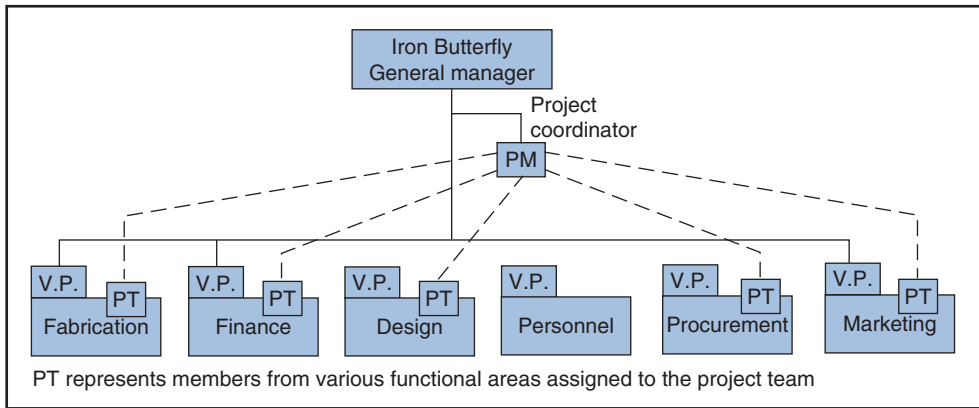 Iron Butterfly
General manager
Project
coordinator
PM
V.P. PT V.P. PT V.P. PT V.P. V.P. PT V.P. PT
Fabrication Finance Design Personnel Procurement Marketing
PT represents members from various functional areas assigned to the project team